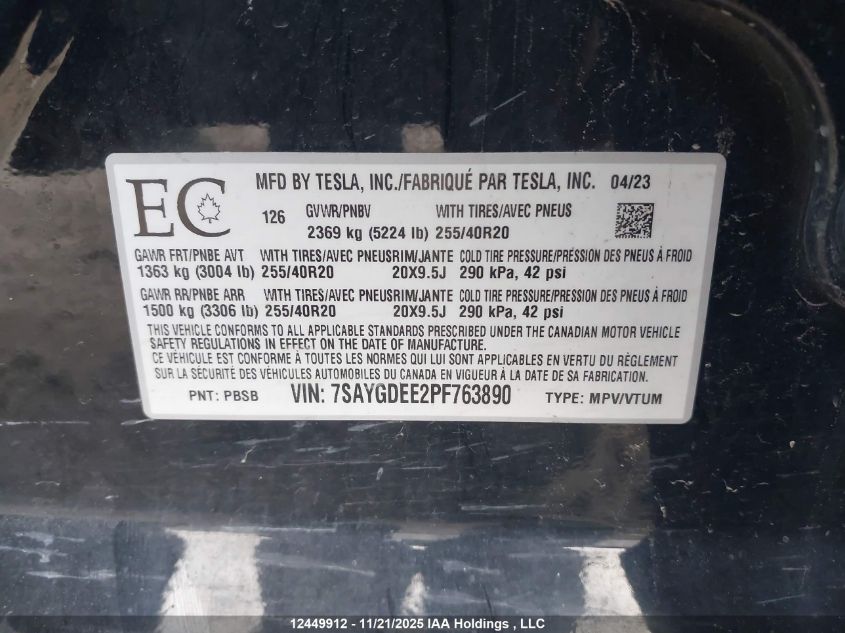 EC
MFD BY TESLA, INC./FABRIQUÉ PAR TESLA, INC. 04/23
126 GVWR/PNBV WITH TIRES/AVEC PNEUS
2369 kg (5224 lb) 255/40R20
GAWR FRT/PNBE AVT WITH TIRES/AVEC PNEUS RIM/JANTE COLD TIRE PRESSURE/PRESSION DES PNEUS À FROID
1363 kg (3004 lb) 255/40R20 20X9.5J 290 kPa, 42 psi
GAWR RR/PNBE ARR WITH TIRES/AVEC PNEUS RIM/JANTE COLD TIRE PRESSURE/PRESSION DES PNEUS À FROID
1500 kg (3306 lb) 255/40R20 20X9.5J 290 kPa, 42 psi
THIS VEHICLE CONFORMS TO ALL APPLICABLE STANDARDS PRESCRIBED UNDER THE CANADIAN MOTOR VEHICLE
SAFETY REGULATIONS IN EFFECT ON THE DATE OF MANUFACTURE.
CE VÉHICULE EST CONFORME À TOUTES LES NORMES QUI LUI SONT APPLICABLES EN VERTU DU RÈGLEMENT
SUR LA SÉCURITÉ DES VÉHICULES AUTOMOBILES DU CANADA EN VIGUEUR À LA DATE DE SA FABRICATION.
PNT: PBSB VIN: 7SAYGDEE2PF763890 TYPE: MPV/VTUM
12449912 - 11/21/2025 IAA Holdings , LLC